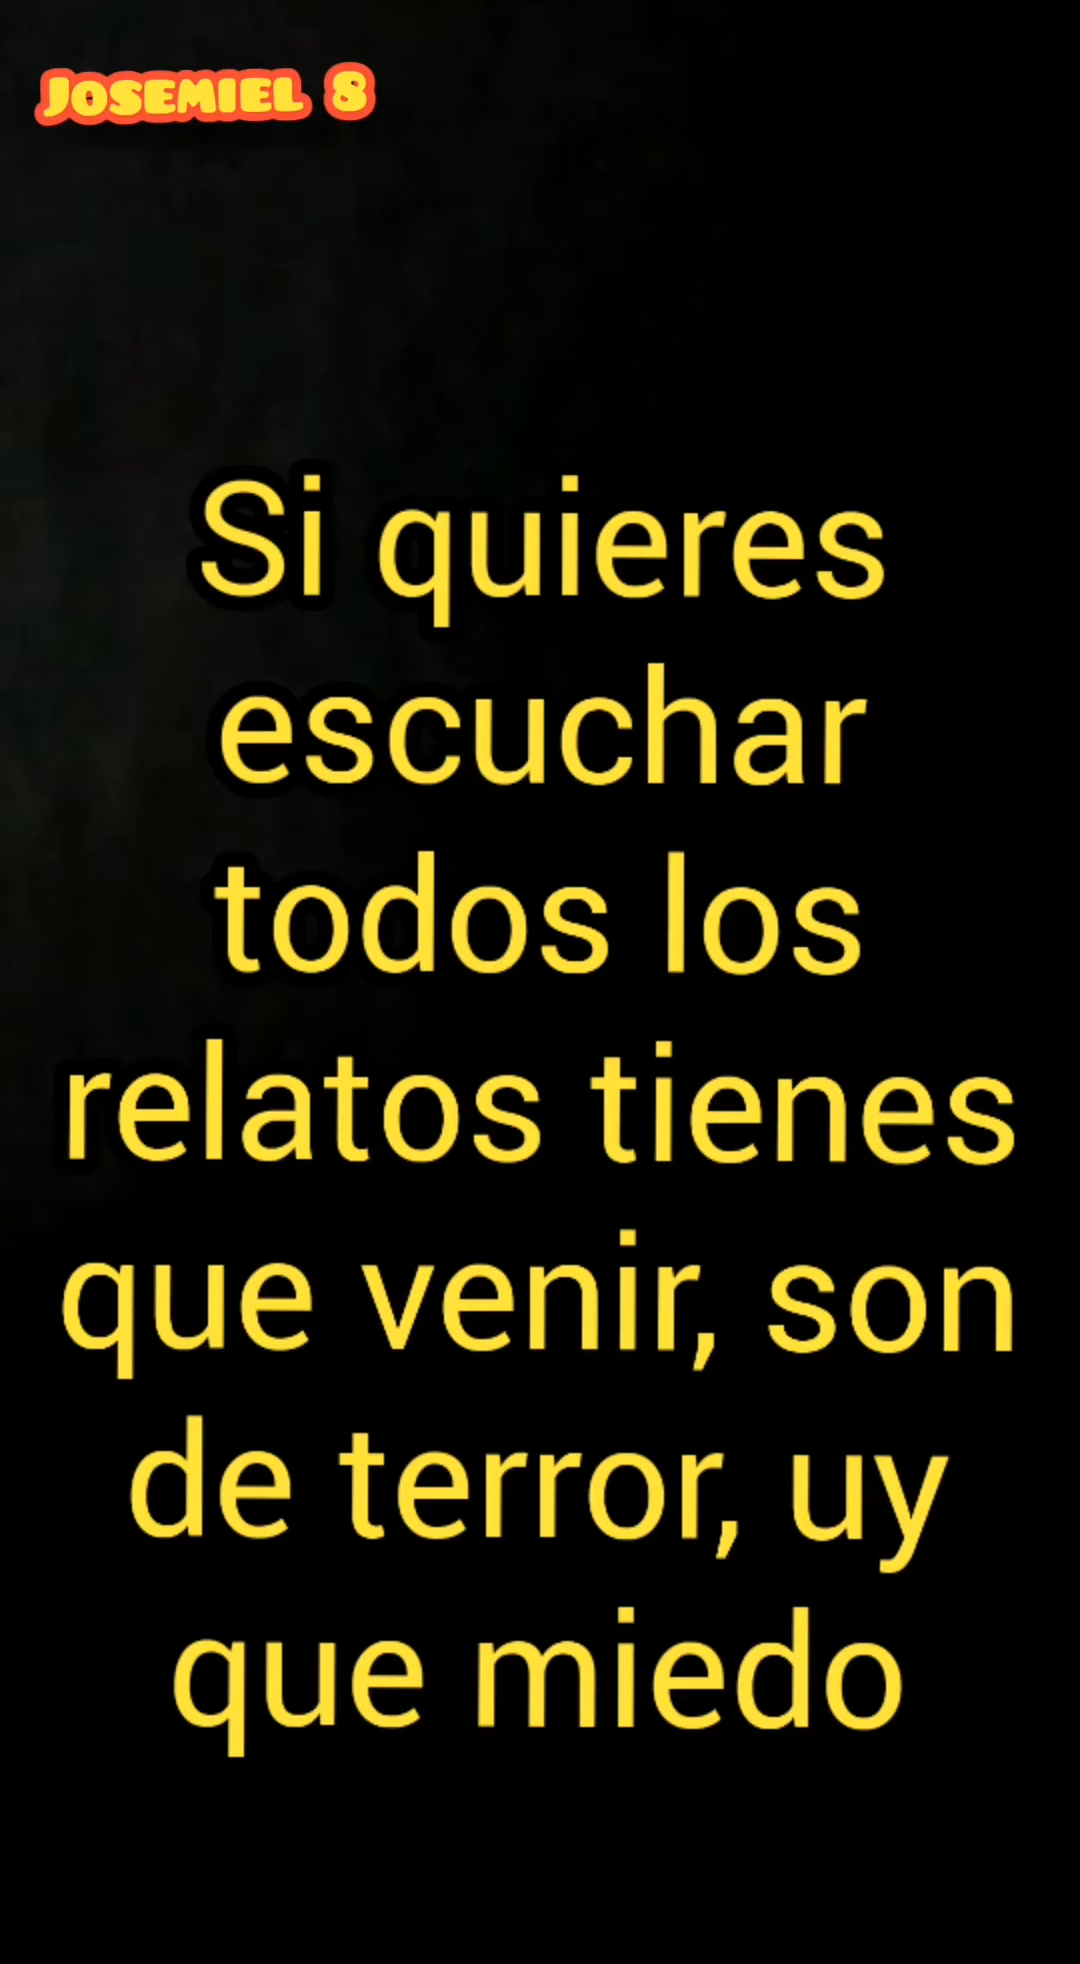 JOSEMIEL 8
Si quieres
escuchar
todos los
relatos tienes
que venir, son
de terror, uy
que miedo